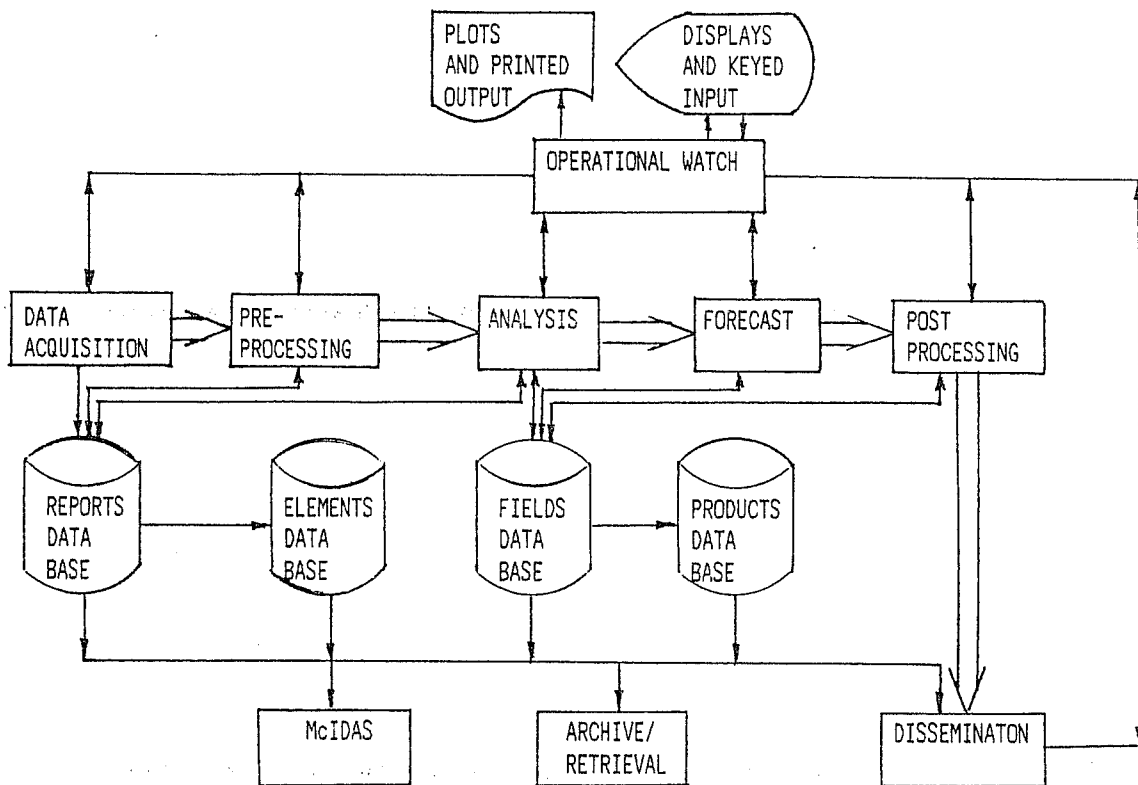 PLOTS
AND PRINTED
OUTPUT
DISPLAYS
AND KEYED
INPUT
OPERATIONAL WATCH
DATA
ACQUISITION
PRE-
PROCESSING
ANALYSIS
FORECAST
POST
PROCESSING
REPORTS
DATA
BASE
ELEMENTS
DATA
BASE
FIELDS
DATA
BASE
PRODUCTS
DATA
BASE
McIDAS
ARCHIVE/
RETRIEVAL
DISSEMINATON